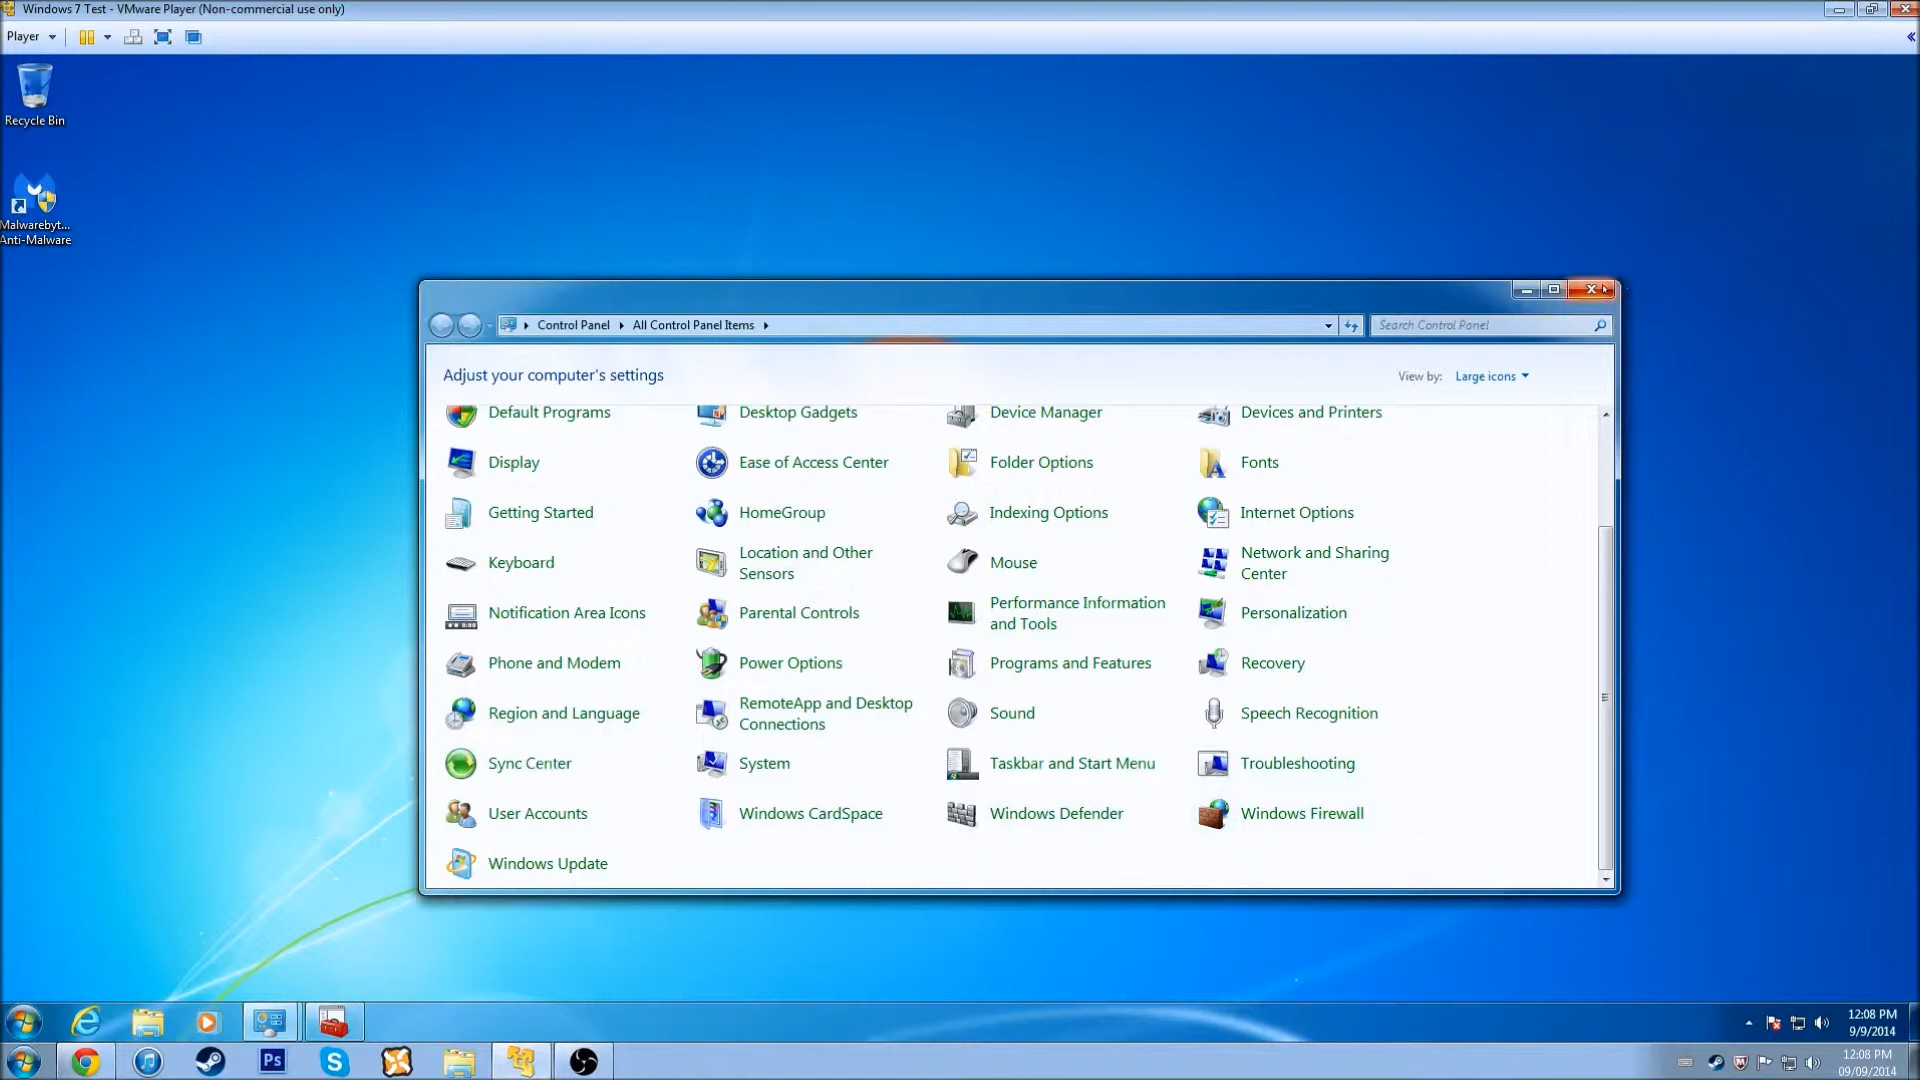 Windows 7 Test - VMware Player (Non-commercial use only)
Player
Recycle Bin
Malwarebyt...
Anti-Malware
Control Panel
All Control Panel Items
Search Control Panel
Adjust your computer's settings
View by:
Large icons
Default Programs
Desktop Gadgets
Device Manager
Devices and Printers
Display
Ease of Access Center
Folder Options
Fonts
Getting Started
HomeGroup
Indexing Options
Internet Options
Keyboard
Location and Other
Sensors
Mouse
Network and Sharing
Center
Notification Area Icons
Parental Controls
Performance Information
and Tools
Personalization
Phone and Modem
Power Options
Programs and Features
Recovery
Region and Language
RemoteApp and Desktop
Connections
Sound
Speech Recognition
Sync Center
System
Taskbar and Start Menu
Troubleshooting
User Accounts
Windows CardSpace
Windows Defender
Windows Firewall
Windows Update
12:08 PM
9/9/2014
Ps
12:08 PM
09/09/2014